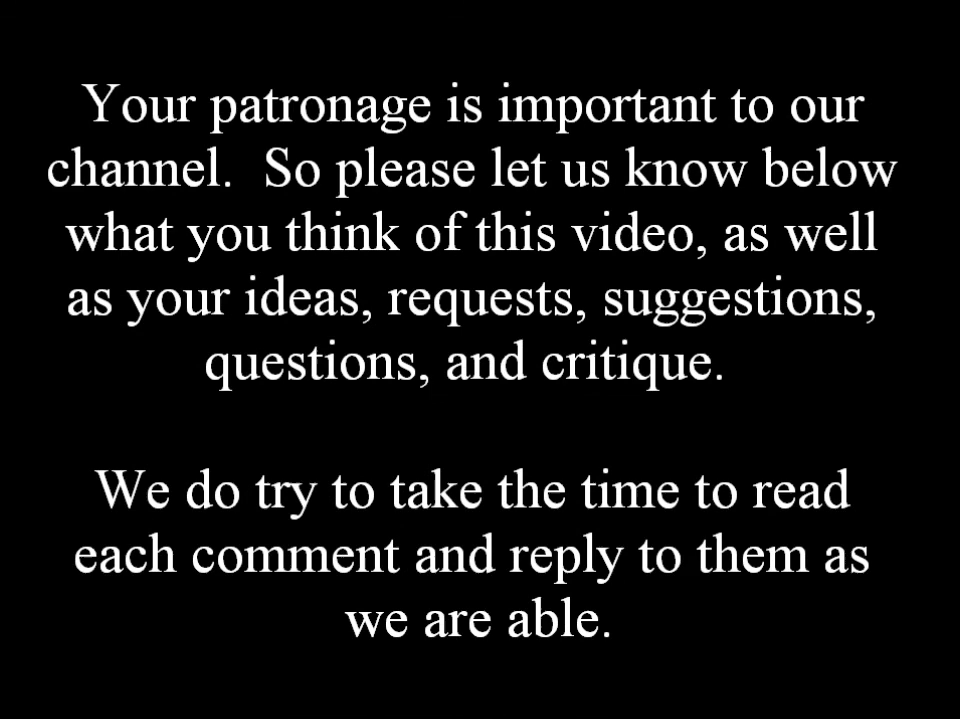 Your patronage is important to our
channel.  So please let us know below
what you think of this video, as well
as your ideas, requests, suggestions,
questions, and critique.
We do try to take the time to read
each comment and reply to them as
we are able.